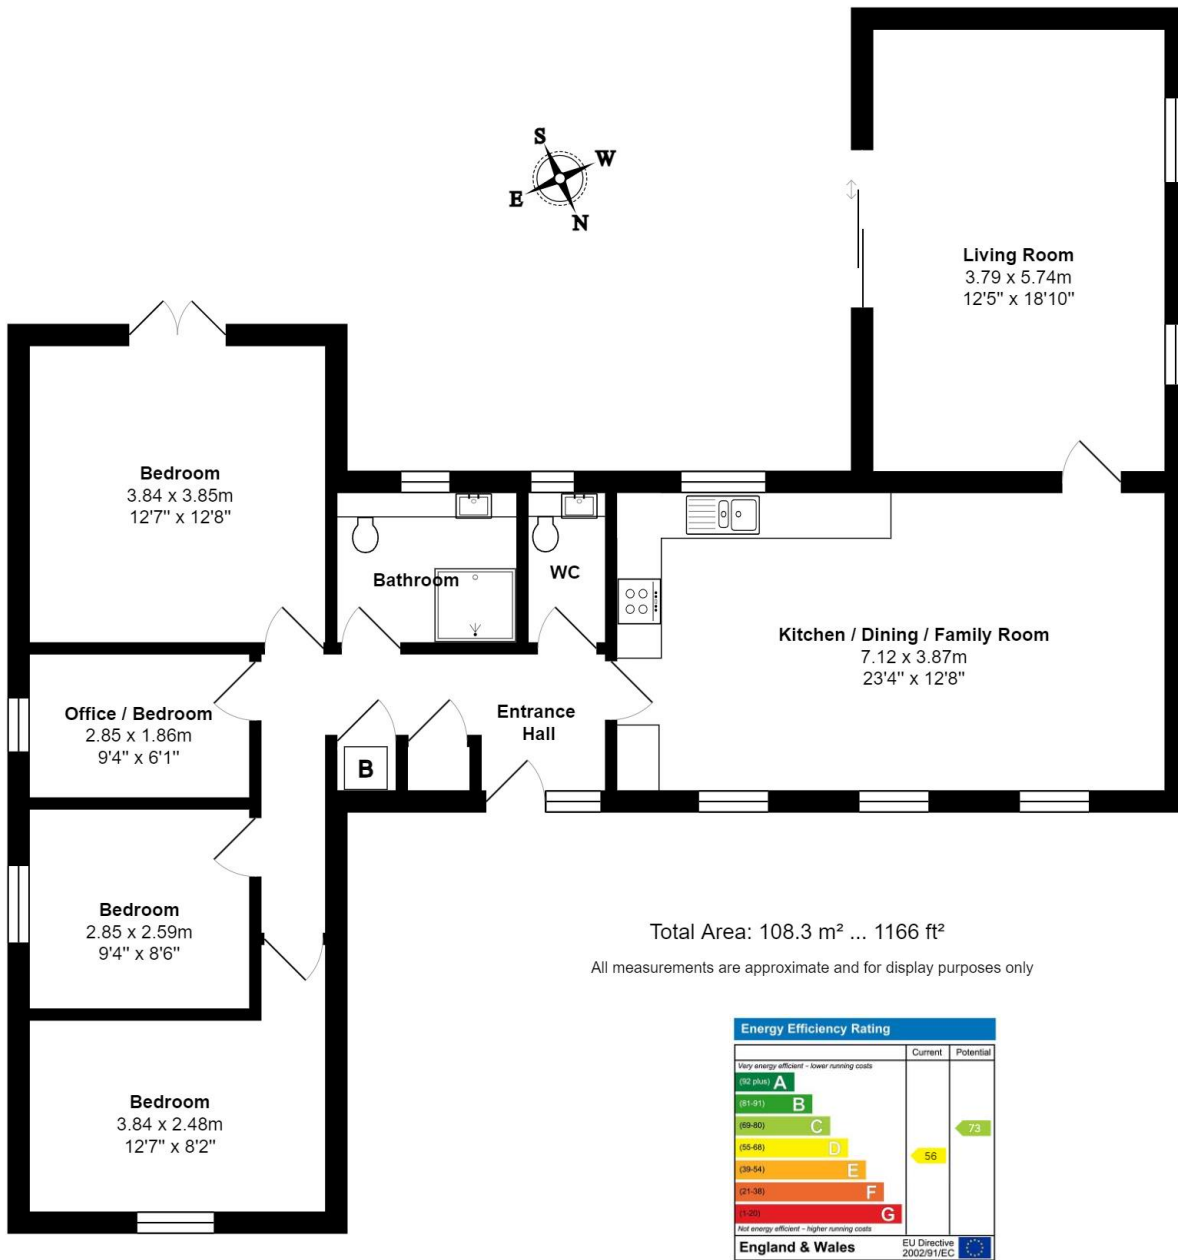 S
W
E
N
Living Room
3.79 x 5.74m
12'5" x 18'10"
Bedroom
3.84 x 3.85m
12'7" x 12'8"
Bathroom
WC
Kitchen / Dining / Family Room
7.12 x 3.87m
23'4" x 12'8"
Office / Bedroom
2.85 x 1.86m
9'4" x 6'1"
Entrance
Hall
B
Bedroom
2.85 x 2.59m
9'4" x 8'6"
Bedroom
3.84 x 2.48m
12'7" x 8'2"
Total Area: 108.3 m² ... 1166 ft²
All measurements are approximate and for display purposes only
Energy Efficiency Rating
Current Potential
Very energy efficient - lower running costs
(92 plus) A
(81-91) B
(69-80) C
73
(55-68) D
56
(39-54) E
(21-38) F
(1-20) G
Not energy efficient - higher running costs
England & Wales
EU Directive
2002/91/EC